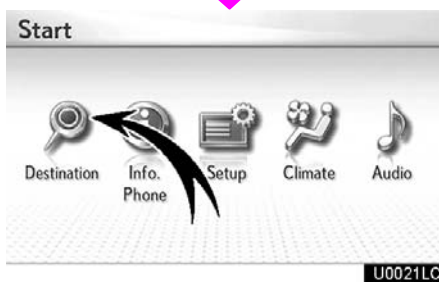 Start
Destination
Info. Phone
Setup
Climate
Audio
U0021LC